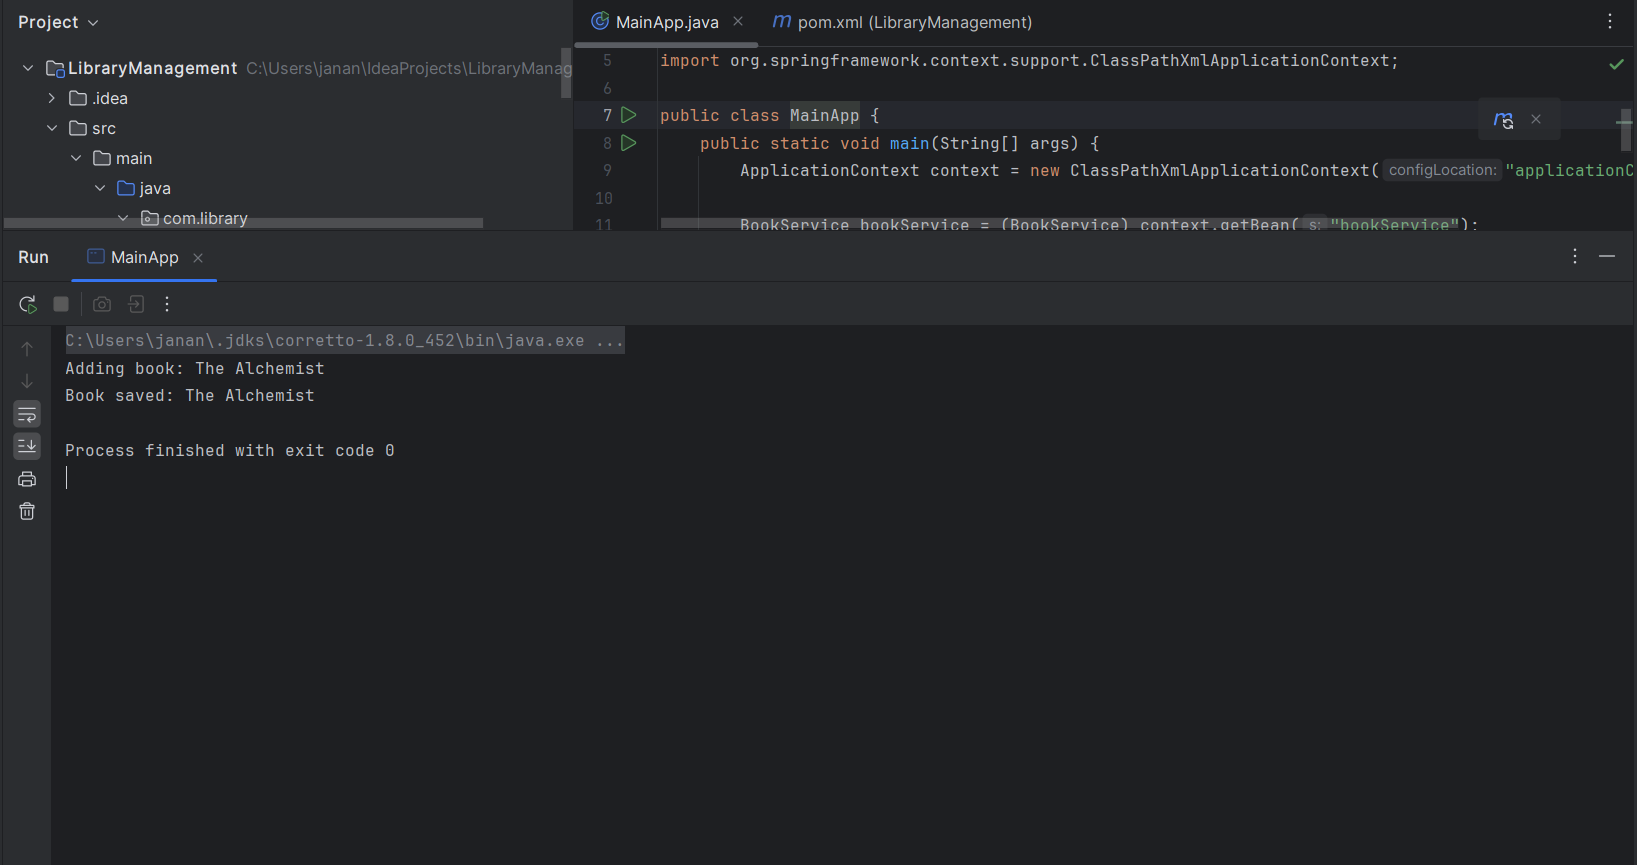 Project
LibraryManagement C:\Users\janan\IdeaProjects\LibraryManag
.idea
src
main
java
com.library
MainApp.java
m pom.xml (LibraryManagement)
5 import org.springframework.context.support.ClassPathXmlApplicationContext;
6
7 public class MainApp {
8 public static void main(String[] args) {
9 ApplicationContext context = new ClassPathXmlApplicationContext( configLocation: "applicationC
10
11 BookService bookService = (BookService) context.getBean( s: "bookService");
m
Run MainApp
C:\Users\janan\.jdks\corretto-1.8.0_452\bin\java.exe ...
Adding book: The Alchemist
Book saved: The Alchemist
Process finished with exit code 0